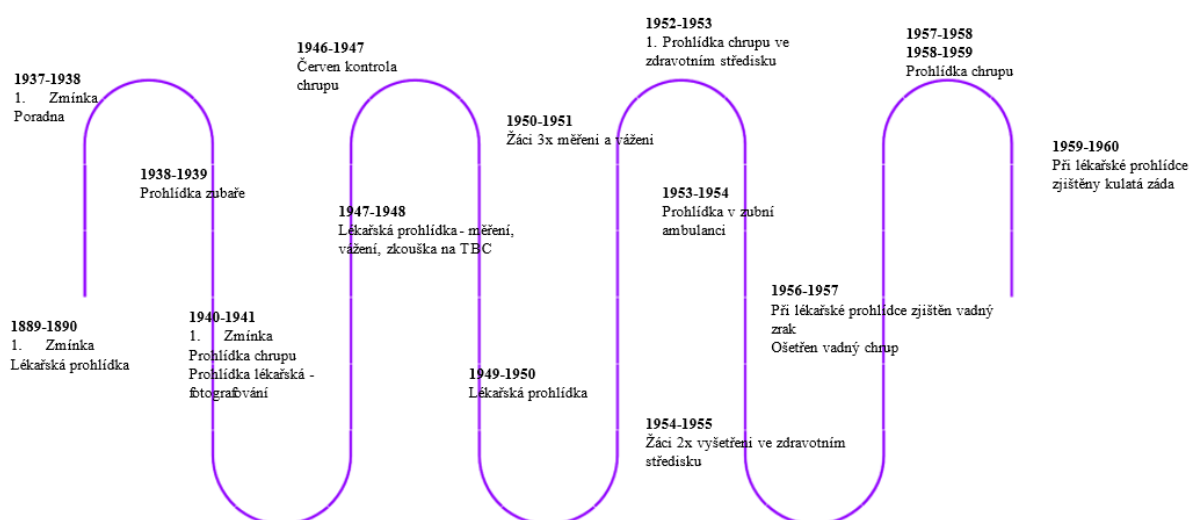 1889-1890
1. Zmínka
Lékařská prohlídka
1937-1938
1. Zmínka
Poradna
1938-1939
Prohlídka zubaře
1940-1941
1. Zmínka
Prohlídka chrupu
Prohlídka lékařská -
fotografování
1946-1947
Červen kontrola
chrupu
1947-1948
Lékařská prohlídka - měření,
vážení, zkouška na TBC
1949-1950
Lékařská prohlídka
1950-1951
Žáci 3x měřeni a váženi
1952-1953
1. Prohlídka chrupu ve
zdravotním středisku
1953-1954
Prohlídka v zubní
ambulanci
1954-1955
Žáci 2x vyšetřeni ve zdravotním
středisku
1956-1957
Při lékařské prohlídce zjištěn vadný
zrak
Ošetřen vadný chrup
1957-1958
1958-1959
Prohlídka chrupu
1959-1960
Při lékařské prohlídce
zjištěny kulatá záda